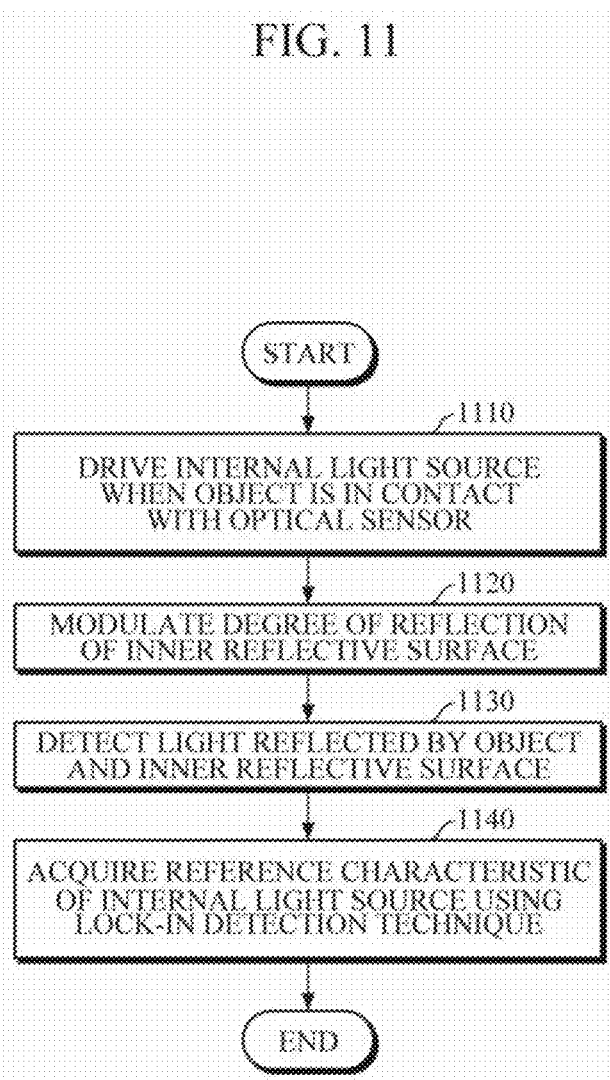 FIG. 11
START
1110
DRIVE INTERNAL LIGHT SOURCE
WHEN OBJECT IS IN CONTACT
WITH OPTICAL SENSOR
1120
MODULATE DEGREE OF REFLECTION
OF INNER REFLECTIVE SURFACE
1130
DETECT LIGHT REFLECTED BY OBJECT
AND INNER REFLECTIVE SURFACE
1140
ACQUIRE REFERENCE CHARACTERISTIC
OF INTERNAL LIGHT SOURCE USING
LOCK-IN DETECTION TECHNIQUE
END